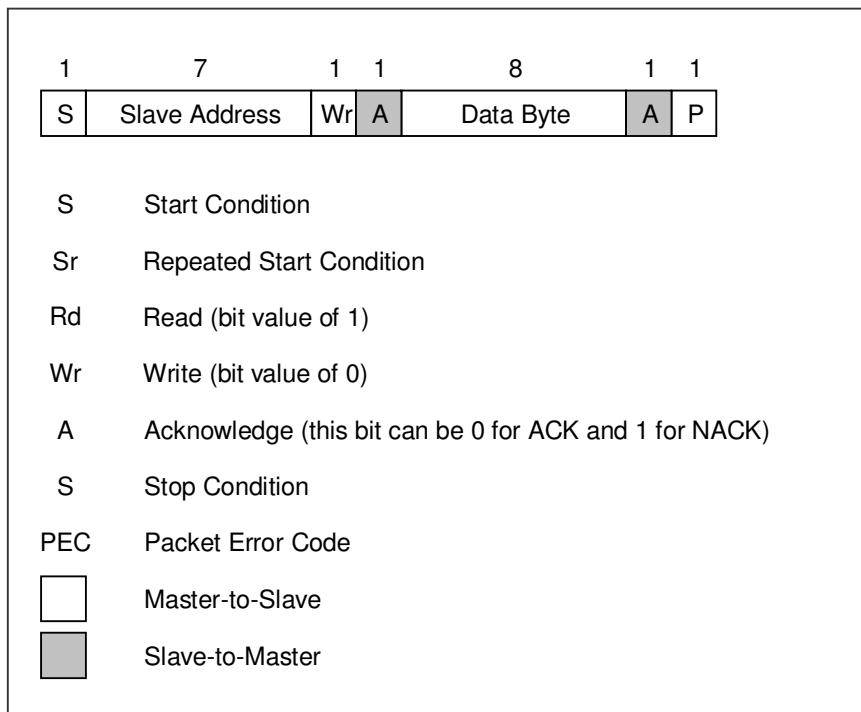 1 7 1 1 8 1 1
S Slave Address Wr A Data Byte A P
S Start Condition
Sr Repeated Start Condition
Rd Read (bit value of 1)
Wr Write (bit value of 0)
A Acknowledge (this bit can be 0 for ACK and 1 for NACK)
S Stop Condition
PEC Packet Error Code
Master-to-Slave
Slave-to-Master